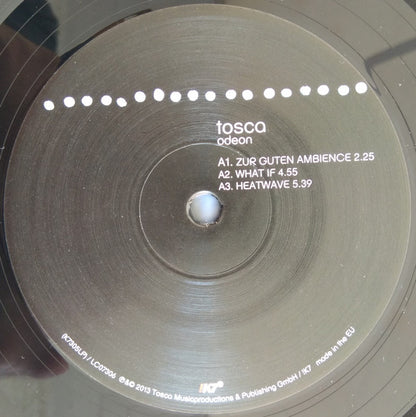 tosca
odeon
A1. ZUR GUTEN AMBIENCE 2.25
A2. WHAT IF 4.55
A3. HEATWAVE 5.39
(K7305LP) / LC07306 ℗&© 2013 Tosca Musicproductions & Publishing GmbH / !K7 made in the EU
!K7